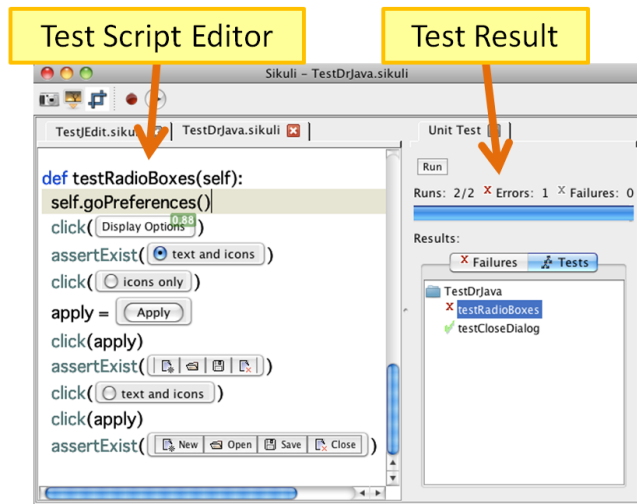 Test Script Editor
Test Result
Sikuli – TestDrJava.sikuli
TestDrJava.sikuli
Unit Test
def testRadioBoxes(self):
self.goPreferences()
click( Display Options 0.88 )
assertExist( text and icons )
click( icons only )
apply = Apply
click(apply)
assertExist( )
click( text and icons )
click(apply)
assertExist( New Open Save Close )
Run
Runs: 2/2 X Errors: 1 X Failures: 0
Results:
X Failures Tests
TestDrJava
X testRadioBoxes
testCloseDialog